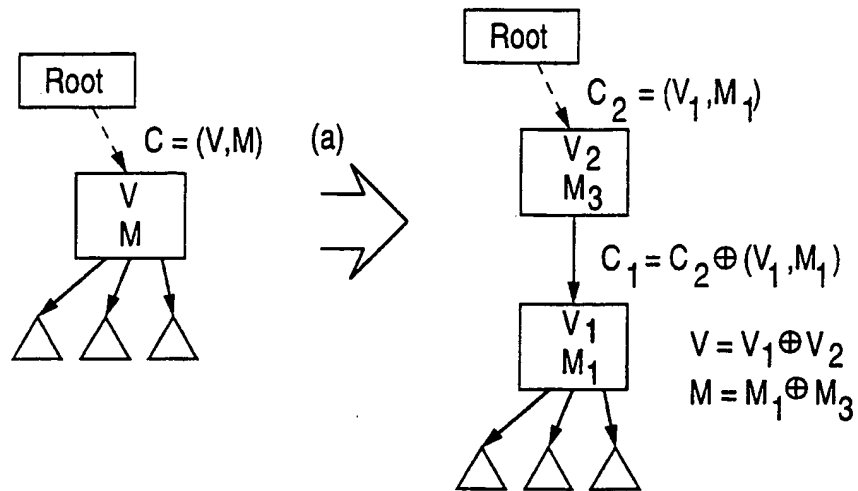 Root
C = (V,M)
V
M
(a)
Root
C₂ = (V₁,M₁)
V₂
M₃
C₁ = C₂ ⊕ (V₁,M₁)
V₁
M₁
V = V₁ ⊕ V₂
M = M₁ ⊕ M₃